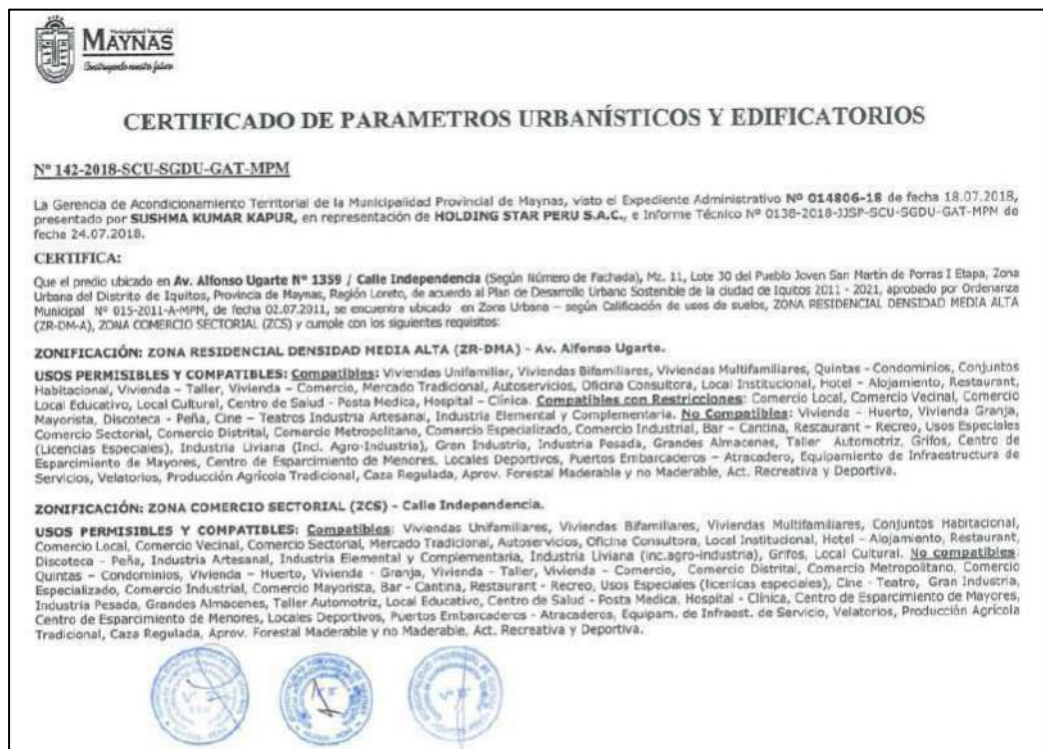 Municipalidad Provincial
MAYNAS
Construyendo nuestro futuro
CERTIFICADO DE PARAMETROS URBANÍSTICOS Y EDIFICATORIOS
Nº 142-2018-SCU-SGDU-GAT-MPM
La Gerencia de Acondicionamiento Territorial de la Municipalidad Provincial de Maynas, visto el Expediente Administrativo Nº 014806-18 de fecha 18.07.2018,
presentado por SUSHMA KUMAR KAPUR, en representación de HOLDING STAR PERU S.A.C., e Informe Técnico Nº 0138-2018-JJSP-SCU-SGDU-GAT-MPM de
fecha 24.07.2018.
CERTIFICA:
Que el predio ubicado en Av. Alfonso Ugarte Nº 1359 / Calle Independencia (Según Número de Fachada), Mz. 11, Lote 30 del Pueblo Joven San Martín de Porras I Etapa, Zona
Urbana del Distrito de Iquitos, Provincia de Maynas, Región Loreto, de acuerdo al Plan de Desarrollo Urbano Sostenible de la ciudad de Iquitos 2011 - 2021, aprobado por Ordenanza
Municipal Nº 015-2011-A-MPM, de fecha 02.07.2011, se encuentra ubicado en Zona Urbana – según Calificación de usos de suelos, ZONA RESIDENCIAL DENSIDAD MEDIA ALTA
(ZR-DM-A), ZONA COMERCIO SECTORIAL (ZCS) y cumple con los siguientes requisitos:
ZONIFICACIÓN: ZONA RESIDENCIAL DENSIDAD MEDIA ALTA (ZR-DMA) - Av. Alfonso Ugarte.
USOS PERMISIBLES Y COMPATIBLES: Compatibles: Viviendas Unifamiliar, Viviendas Bifamiliares, Viviendas Multifamiliares, Quintas - Condominios, Conjuntos
Habitacional, Vivienda – Taller, Vivienda – Comercio, Mercado Tradicional, Autoservicios, Oficina Consultora, Local Institucional, Hotel – Alojamiento, Restaurant,
Local Educativo, Local Cultural, Centro de Salud - Posta Medica, Hospital – Clínica. Compatibles con Restricciones: Comercio Local, Comercio Vecinal, Comercio
Mayorista, Discoteca - Peña, Cine – Teatros Industria Artesanal, Industria Elemental y Complementaria. No Compatibles: Vivienda – Huerto, Vivienda Granja,
Comercio Sectorial, Comercio Distrital, Comercio Metropolitano, Comercio Especializado, Comercio Industrial, Bar – Cantina, Restaurant – Recreo, Usos Especiales
(Licencias Especiales), Industria Liviana (Incl. Agro-Industria), Gran Industria, Industria Pesada, Grandes Almacenes, Taller Automotriz, Grifos, Centro de
Esparcimiento de Mayores, Centro de Esparcimiento de Menores, Locales Deportivos, Puertos Embarcaderos – Atracadero, Equipamiento de Infraestructura de
Servicios, Velatorios, Producción Agrícola Tradicional, Caza Regulada, Aprov. Forestal Maderable y no Maderable, Act. Recreativa y Deportiva.
ZONIFICACIÓN: ZONA COMERCIO SECTORIAL (ZCS) - Calle Independencia.
USOS PERMISIBLES Y COMPATIBLES: Compatibles: Viviendas Unifamiliares, Viviendas Bifamiliares, Viviendas Multifamiliares, Conjuntos Habitacional,
Comercio Local, Comercio Vecinal, Comercio Sectorial, Mercado Tradicional, Autoservicios, Oficina Consultora, Local Institucional, Hotel - Alojamiento, Restaurant,
Discoteca - Peña, Industria Artesanal, Industria Elemental y Complementaria, Industria Liviana (inc.agro-industria), Grifos, Local Cultural. No compatibles:
Quintas – Condominios, Vivienda – Huerto, Vivienda - Granja, Vivienda - Taller, Vivienda – Comercio, Comercio Distrital, Comercio Metropolitano, Comercio
Especializado, Comercio Industrial, Comercio Mayorista, Bar - Cantina, Restaurant - Recreo, Usos Especiales (licenicas especiales), Cine - Teatro, Gran Industria,
Industria Pesada, Grandes Almacenes, Taller Automotriz, Local Educativo, Centro de Salud - Posta Medica, Hospital - Clínica, Centro de Esparcimiento de Mayores,
Centro de Esparcimiento de Menores, Locales Deportivos, Puertos Embarcaderos - Atracaderos, Equipam. de Infraest. de Servicio, Velatorios, Producción Agrícola
Tradicional, Caza Regulada, Aprov. Forestal Maderable y no Maderable, Act. Recreativa y Deportiva.